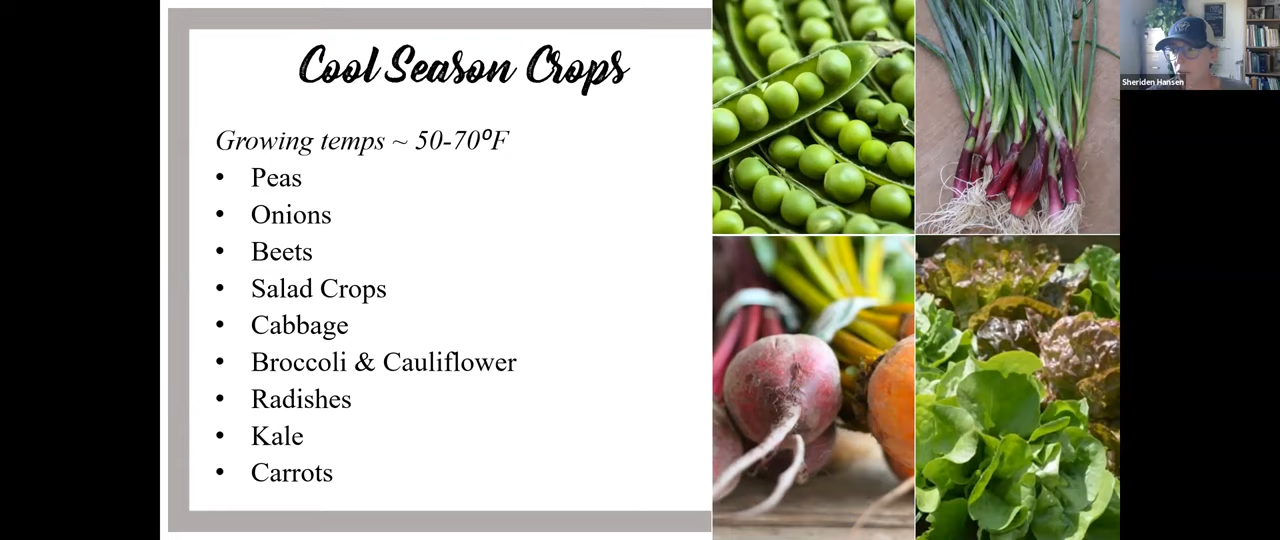 Cool Season Crops
Growing temps ~ 50-70ºF
• Peas
• Onions
• Beets
• Salad Crops
• Cabbage
• Broccoli & Cauliflower
• Radishes
• Kale
• Carrots
Sheriden Hansen